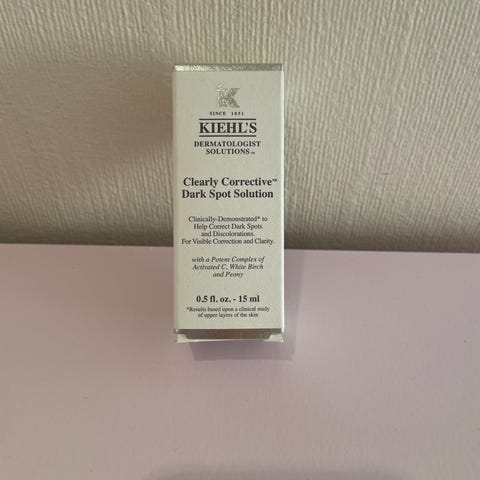 K
SINCE 1851
KIEHL'S
DERMATOLOGIST
SOLUTIONS™
Clearly Corrective™
Dark Spot Solution
Clinically-Demonstrated* to
Help Correct Dark Spots
and Discolorations.
For Visible Correction and Clarity.
with a Potent Complex of
Activated C, White Birch
and Peony
0.5 fl. oz. - 15 ml
*Results based upon a clinical study
of upper layers of the skin